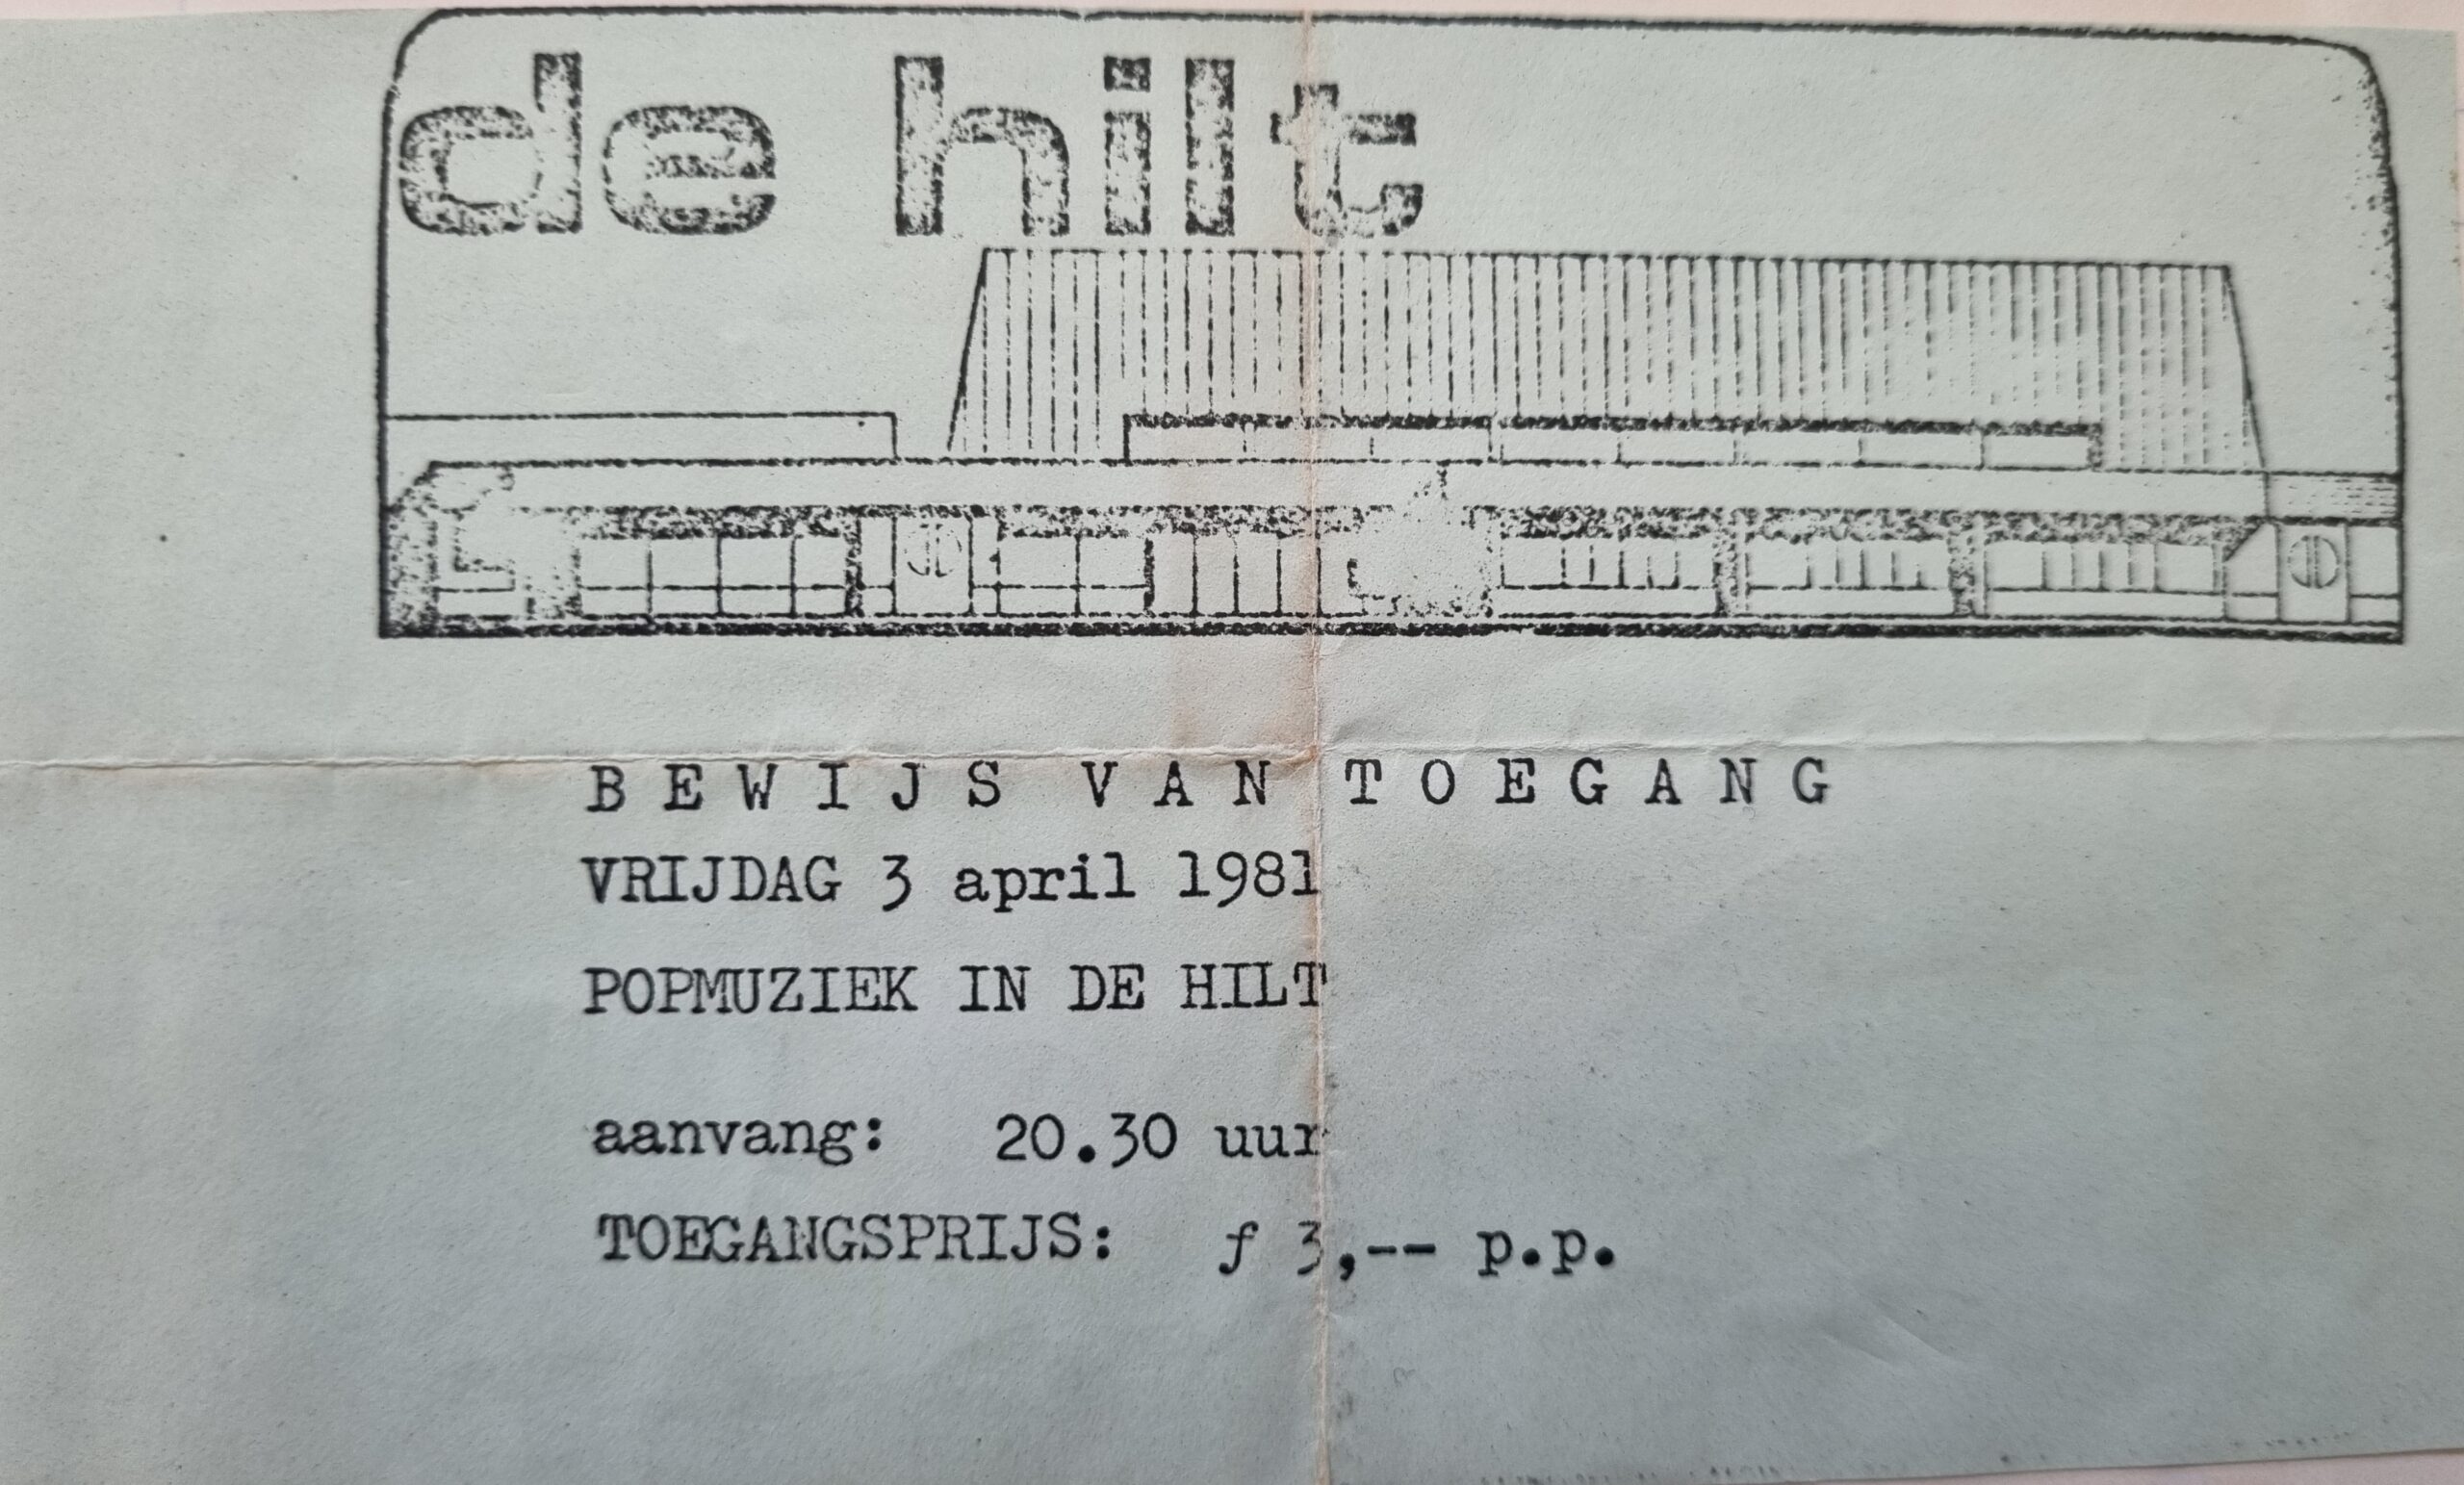 de hilt
BEWIJS VAN TOEGANG
VRIJDAG 3 april 1981
POPMUZIEK IN DE HILT
aanvang: 20.30 uur
TOEGANGSPRIJS: ƒ 3,-- p.p.